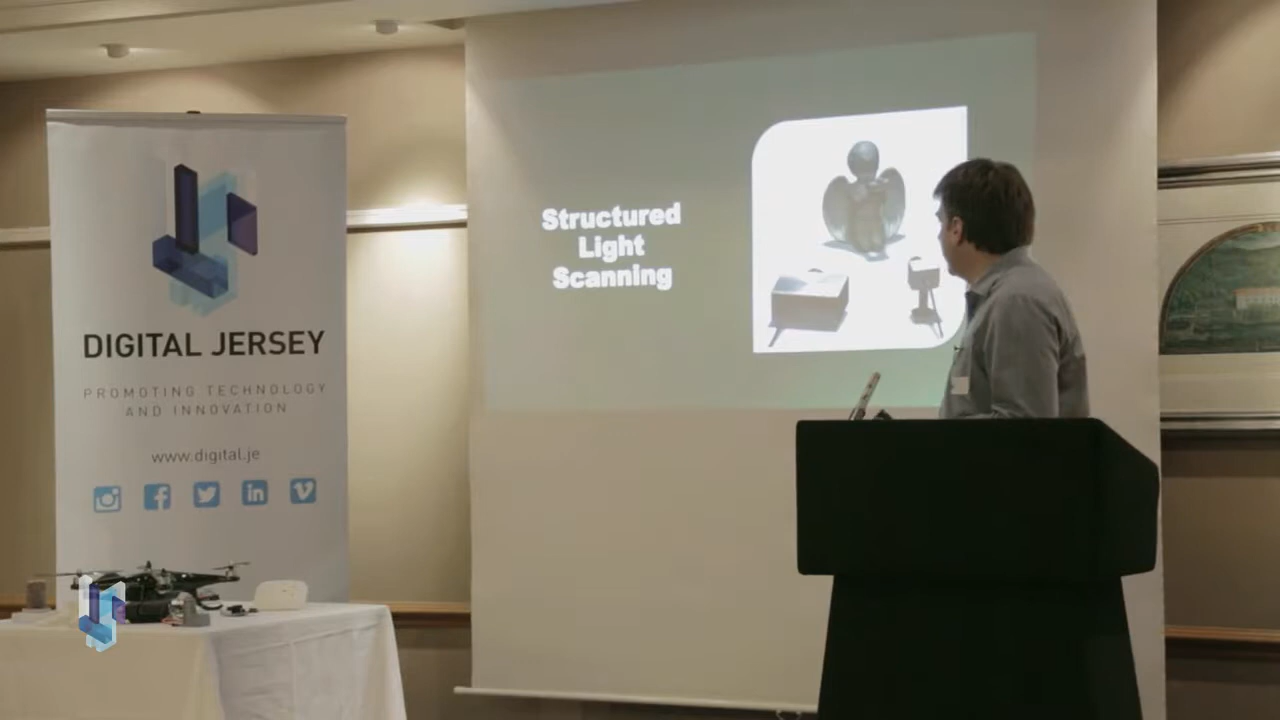 DIGITAL JERSEY
PROMOTING TECHNOLOGY
AND INNOVATION
www.digital.je
Structured
Light
Scanning